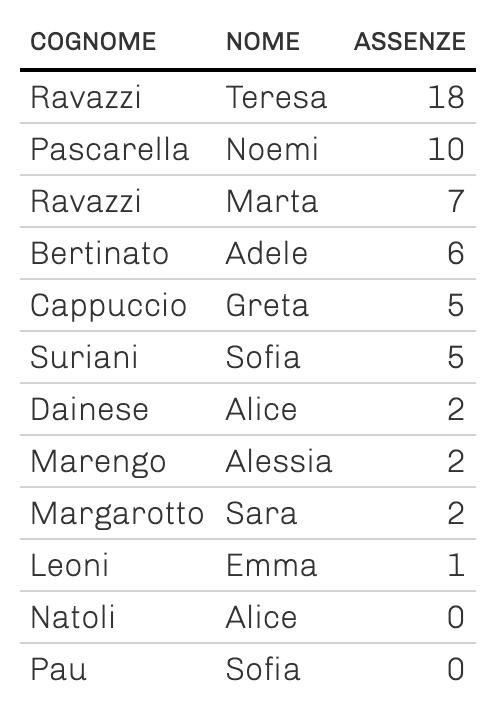 COGNOME NOME ASSENZE
Ravazzi Teresa 18
Pascarella Noemi 10
Ravazzi Marta 7
Bertinato Adele 6
Cappuccio Greta 5
Suriani Sofia 5
Dainese Alice 2
Marengo Alessia 2
Margarotto Sara 2
Leoni Emma 1
Natoli Alice 0
Pau Sofia 0